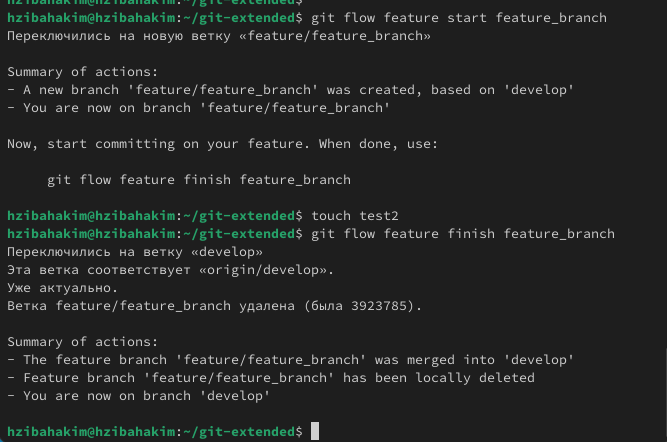 hzibahakim@hzibahakim:~/git-extended$
hzibahakim@hzibahakim:~/git-extended$ git flow feature start feature_branch
Переключились на новую ветку «feature/feature_branch»
Summary of actions:
- A new branch 'feature/feature_branch' was created, based on 'develop'
- You are now on branch 'feature/feature_branch'
Now, start committing on your feature. When done, use:
git flow feature finish feature_branch
hzibahakim@hzibahakim:~/git-extended$ touch test2
hzibahakim@hzibahakim:~/git-extended$ git flow feature finish feature_branch
Переключились на ветку «develop»
Эта ветка соответствует «origin/develop».
Уже актуально.
Ветка feature/feature_branch удалена (была 3923785).
Summary of actions:
- The feature branch 'feature/feature_branch' was merged into 'develop'
- Feature branch 'feature/feature_branch' has been locally deleted
- You are now on branch 'develop'
hzibahakim@hzibahakim:~/git-extended$